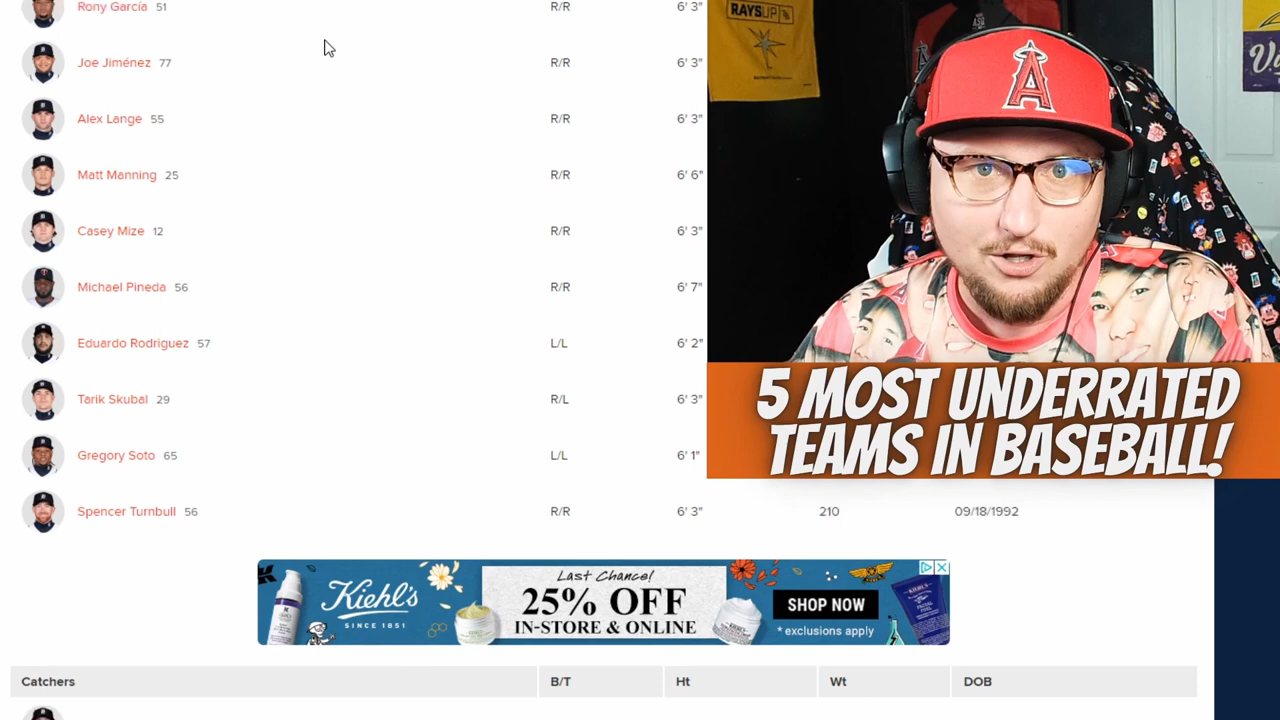 Rony García 51 R/R 6' 3"
Joe Jiménez 77 R/R 6' 3"
Alex Lange 55 R/R 6' 3"
Matt Manning 25 R/R 6' 6"
Casey Mize 12 R/R 6' 3"
Michael Pineda 56 R/R 6' 7"
Eduardo Rodriguez 57 L/L 6' 2"
Tarik Skubal 29 R/L 6' 3"
Gregory Soto 65 L/L 6' 1"
Spencer Turnbull 56 R/R 6' 3" 210 09/18/1992
RAYS UP
A
5 MOST UNDERRATED
TEAMS IN BASEBALL!
Kiehl's
SINCE 1851
Last Chance!
25% OFF
IN-STORE & ONLINE
SHOP NOW
* exclusions apply
Catchers B/T Ht Wt DOB